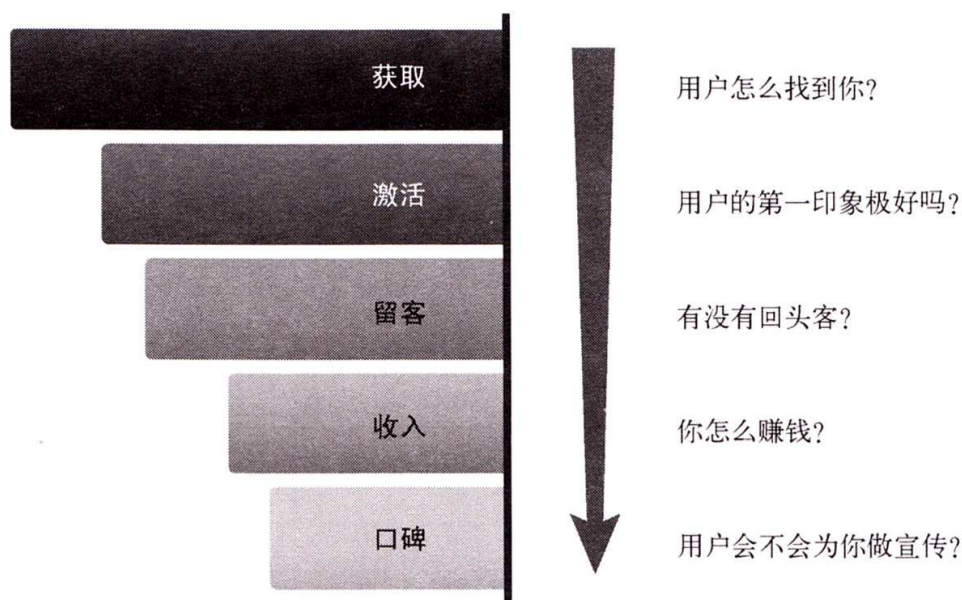 获取
用户怎么找到你?
激活
用户的第一印象极好吗?
留客
有没有回头客?
收入
你怎么赚钱?
口碑
用户会不会为你做宣传?